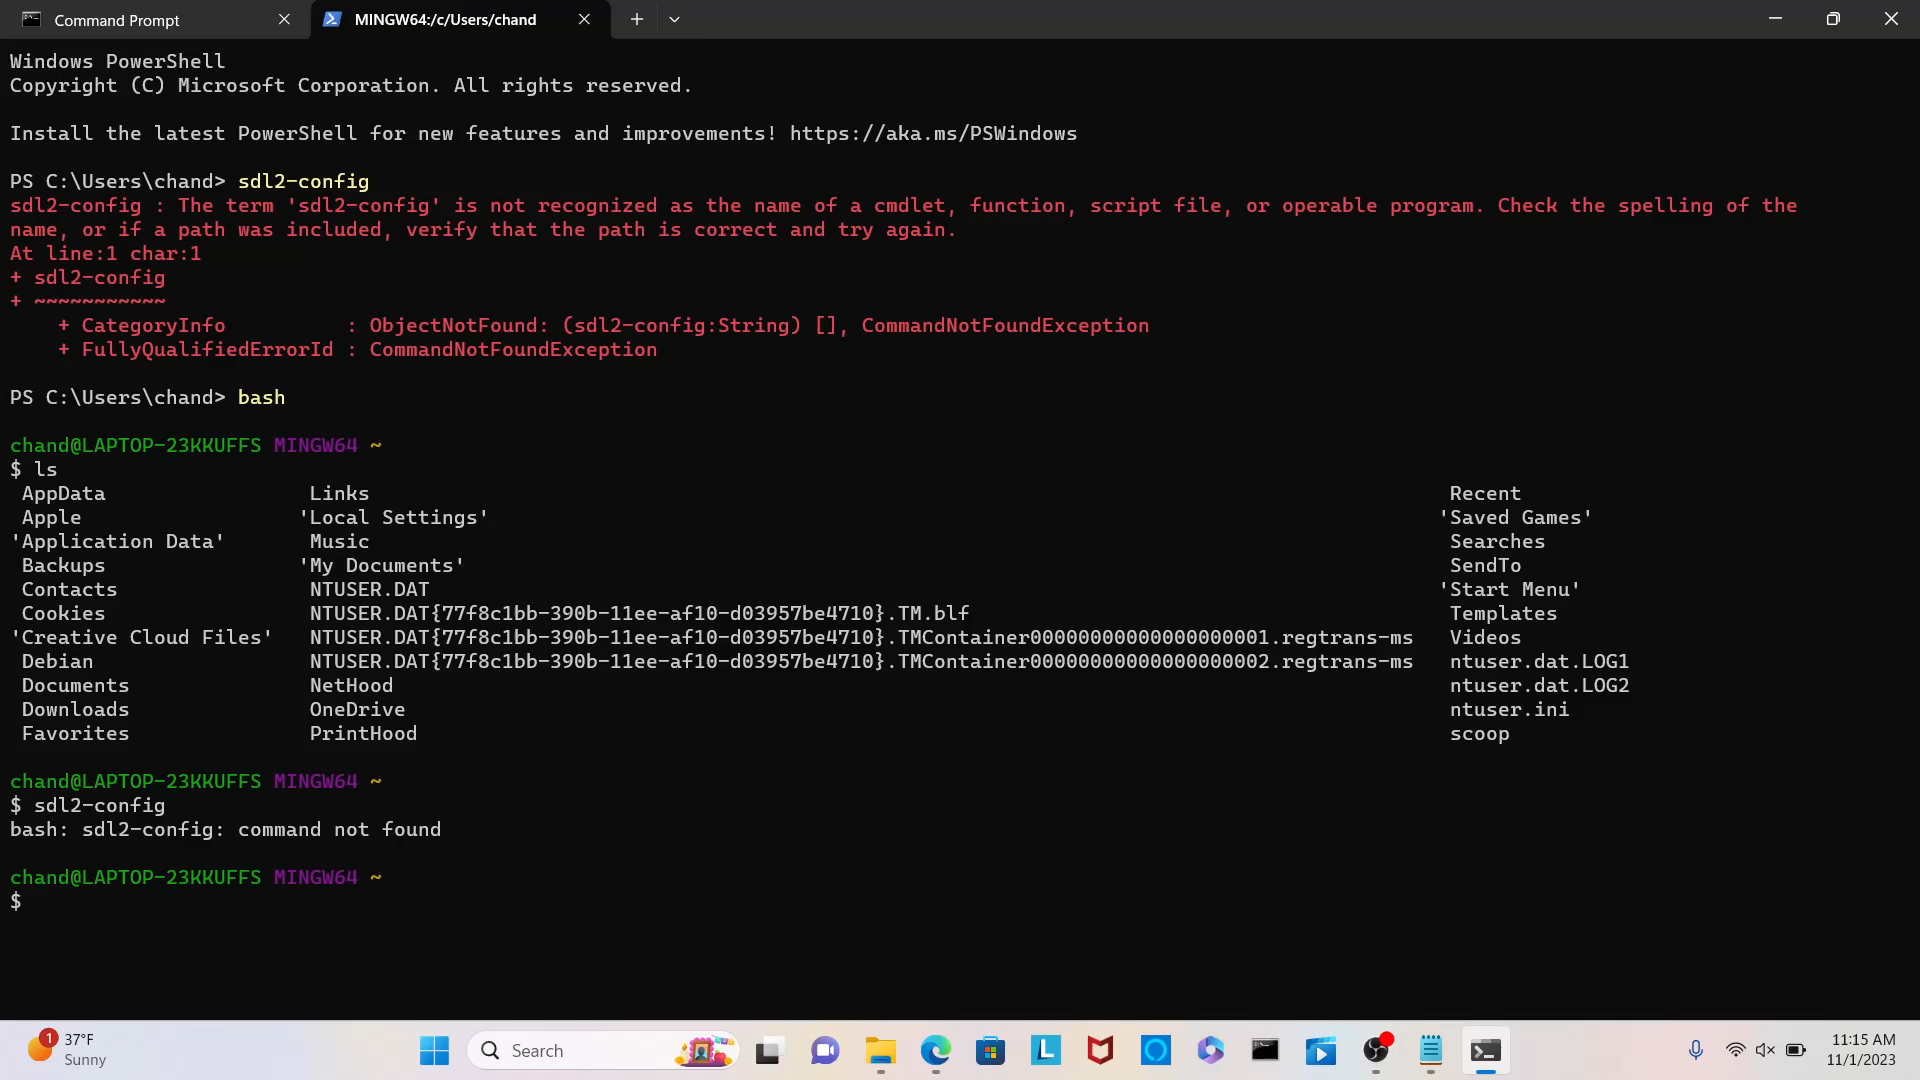 Command Prompt
MINGW64:/c/Users/chand
Windows PowerShell
Copyright (C) Microsoft Corporation. All rights reserved.
Install the latest PowerShell for new features and improvements! https://aka.ms/PSWindows
PS C:\Users\chand> sdl2-config
sdl2-config : The term 'sdl2-config' is not recognized as the name of a cmdlet, function, script file, or operable program. Check the spelling of the
name, or if a path was included, verify that the path is correct and try again.
At line:1 char:1
+ sdl2-config
+ ~~~~~~~~~~~
+ CategoryInfo          : ObjectNotFound: (sdl2-config:String) [], CommandNotFoundException
+ FullyQualifiedErrorId : CommandNotFoundException
PS C:\Users\chand> bash
chand@LAPTOP-23KKUFFS MINGW64 ~
$ ls
AppData Links Recent
Apple 'Local Settings' 'Saved Games'
'Application Data' Music Searches
Backups 'My Documents' SendTo
Contacts NTUSER.DAT 'Start Menu'
Cookies NTUSER.DAT{77f8c1bb-390b-11ee-af10-d03957be4710}.TM.blf Templates
'Creative Cloud Files' NTUSER.DAT{77f8c1bb-390b-11ee-af10-d03957be4710}.TMContainer00000000000000000001.regtrans-ms Videos
Debian NTUSER.DAT{77f8c1bb-390b-11ee-af10-d03957be4710}.TMContainer00000000000000000002.regtrans-ms ntuser.dat.LOG1
Documents NetHood ntuser.dat.LOG2
Downloads OneDrive ntuser.ini
Favorites PrintHood scoop
chand@LAPTOP-23KKUFFS MINGW64 ~
$ sdl2-config
bash: sdl2-config: command not found
chand@LAPTOP-23KKUFFS MINGW64 ~
$
1
37°F
Sunny
Search
L
11:15 AM
11/1/2023